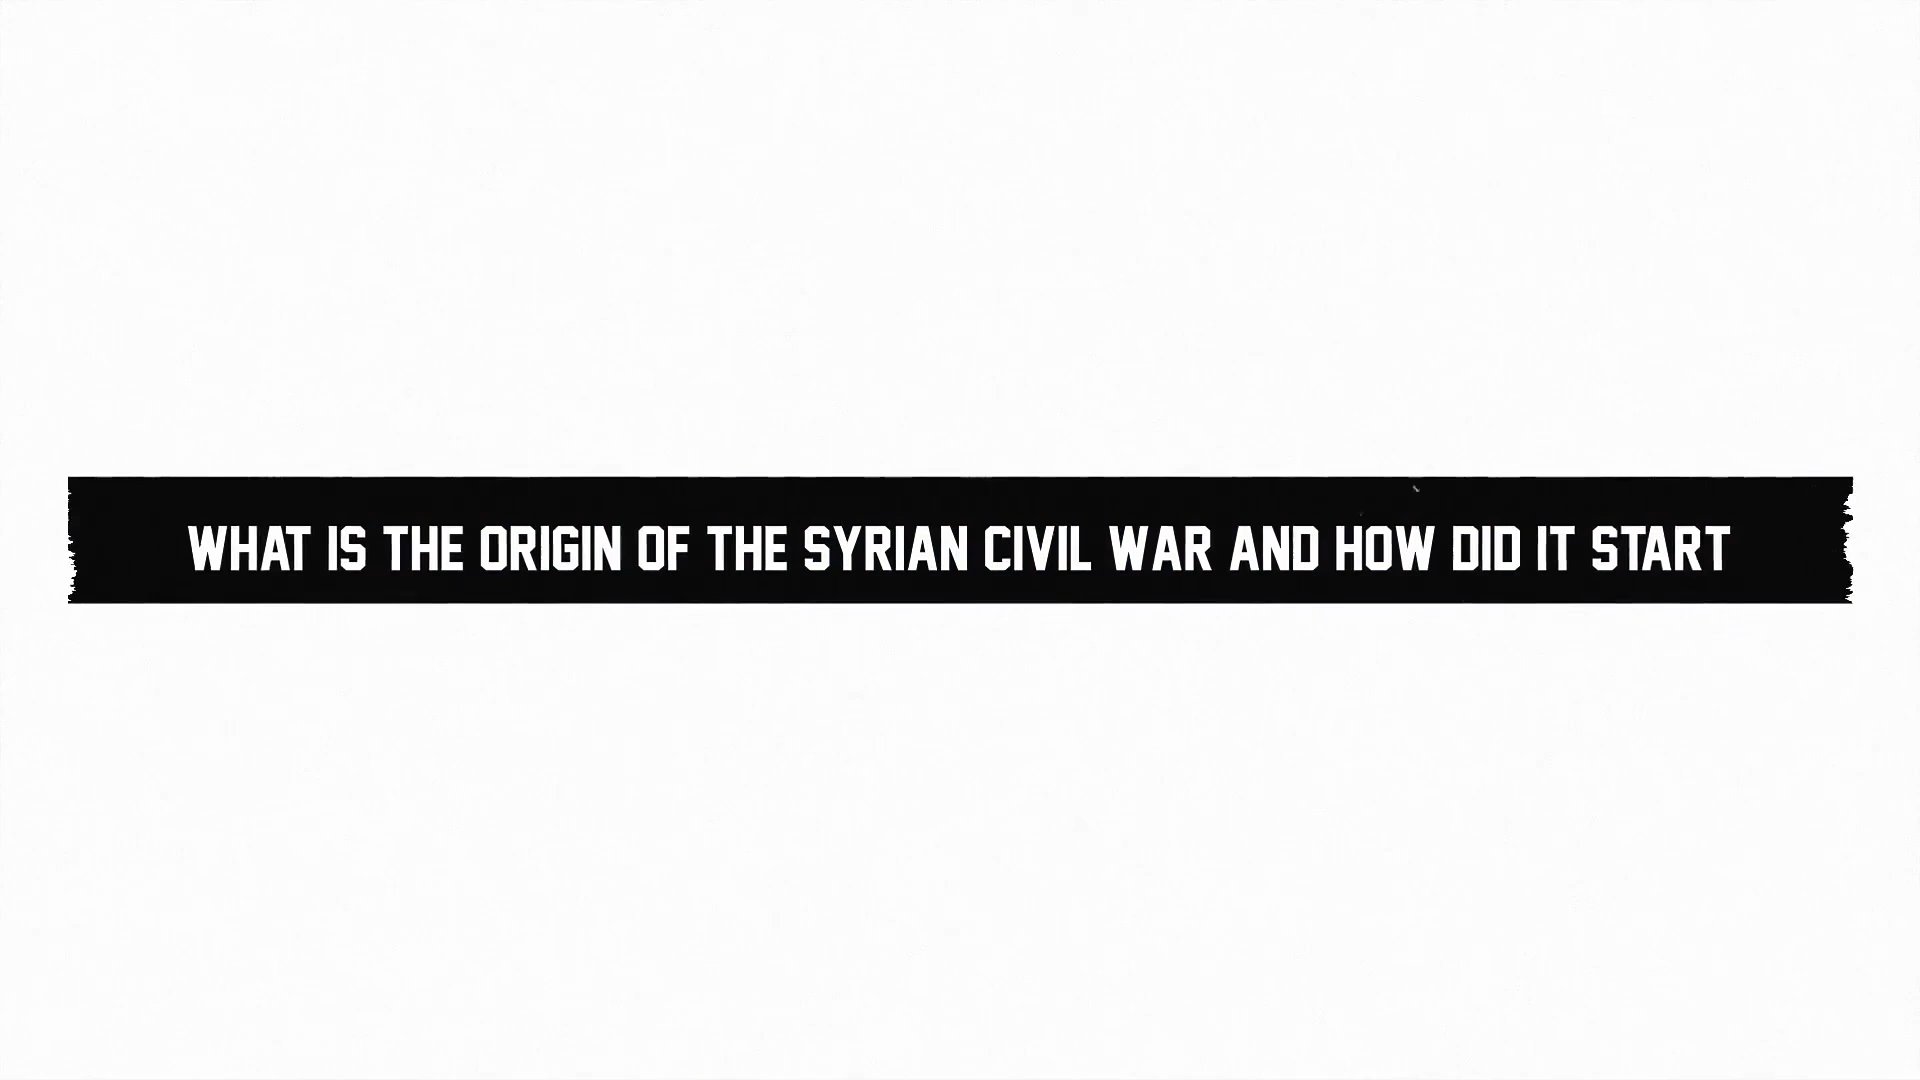 WHAT IS THE ORIGIN OF THE SYRIAN CIVIL WAR AND HOW DID IT START